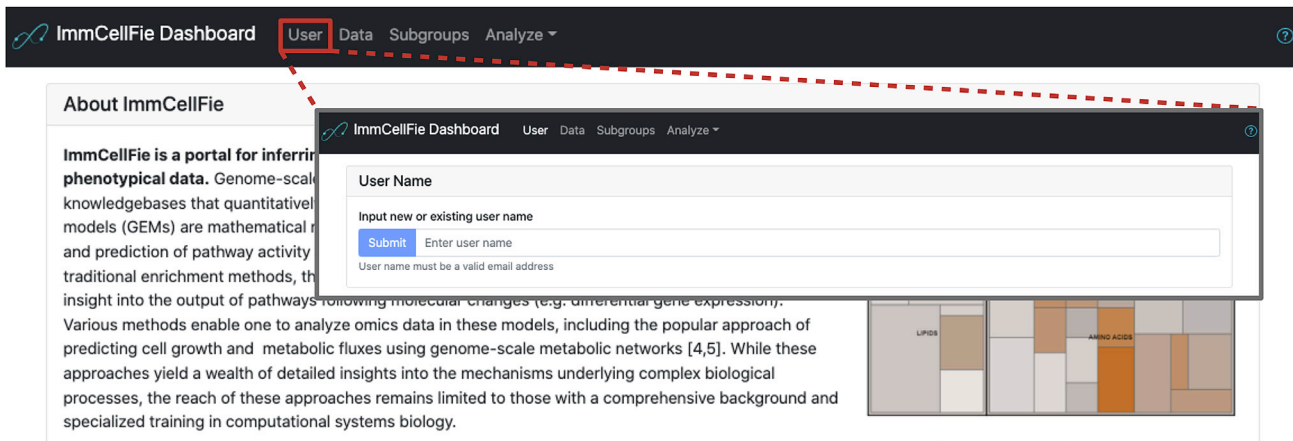 ImmCellFie Dashboard User Data Subgroups Analyze
About ImmCellFie
ImmCellFie is a portal for
phenotypical data. Genome-scale
knowledgebases that
models (GEMs) are mathematical
and prediction of pathway activity
traditional enrichment methods,
insight into the output of pathways following molecular changes (e.g. differential gene expression).
Various methods enable one to analyze omics data in these models, including the popular approach of
predicting cell growth and metabolic fluxes using genome-scale metabolic networks [4,5]. While these
approaches yield a wealth of detailed insights into the mechanisms underlying complex biological
processes, the reach of these approaches remains limited to those with a comprehensive background and
specialized training in computational systems biology.
ImmCellFie Dashboard User Data Subgroups Analyze
User Name
Input new or existing user name
Submit Enter user name
User name must be a valid email address
LIPIDS
AMINO ACIDS